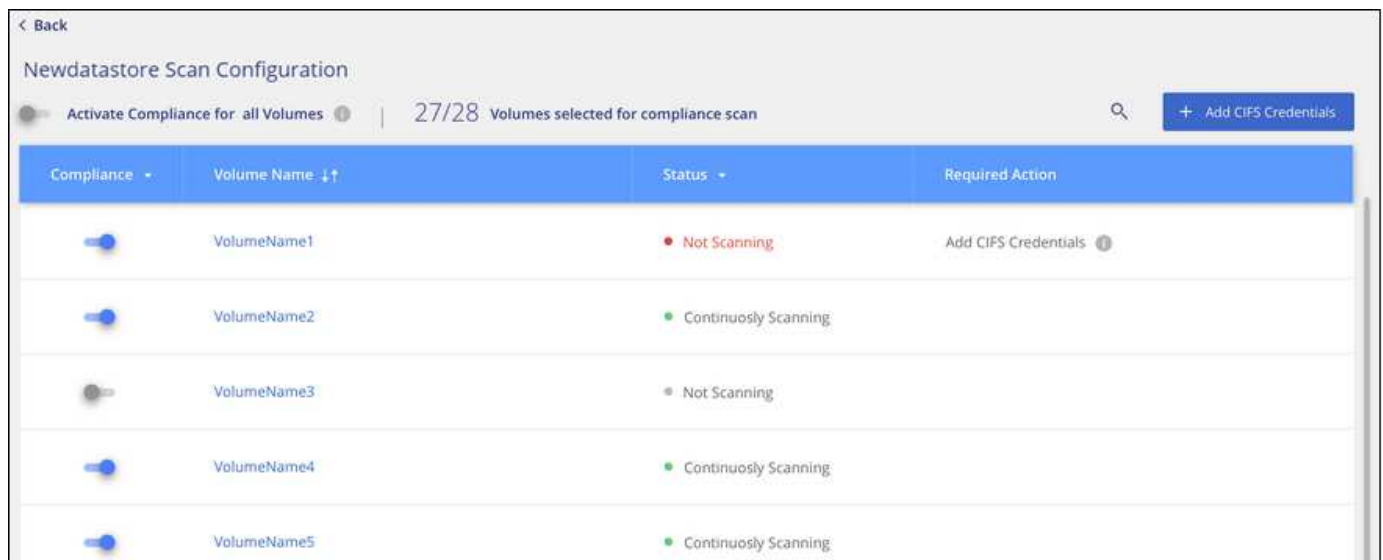 < Back
Newdatastore Scan Configuration
Activate Compliance for all Volumes i | 27/28 Volumes selected for compliance scan + Add CIFS Credentials
Compliance Volume Name ↓↑ Status Required Action
VolumeName1 Not Scanning Add CIFS Credentials i
VolumeName2 Continuosly Scanning
VolumeName3 Not Scanning
VolumeName4 Continuosly Scanning
VolumeName5 Continuosly Scanning